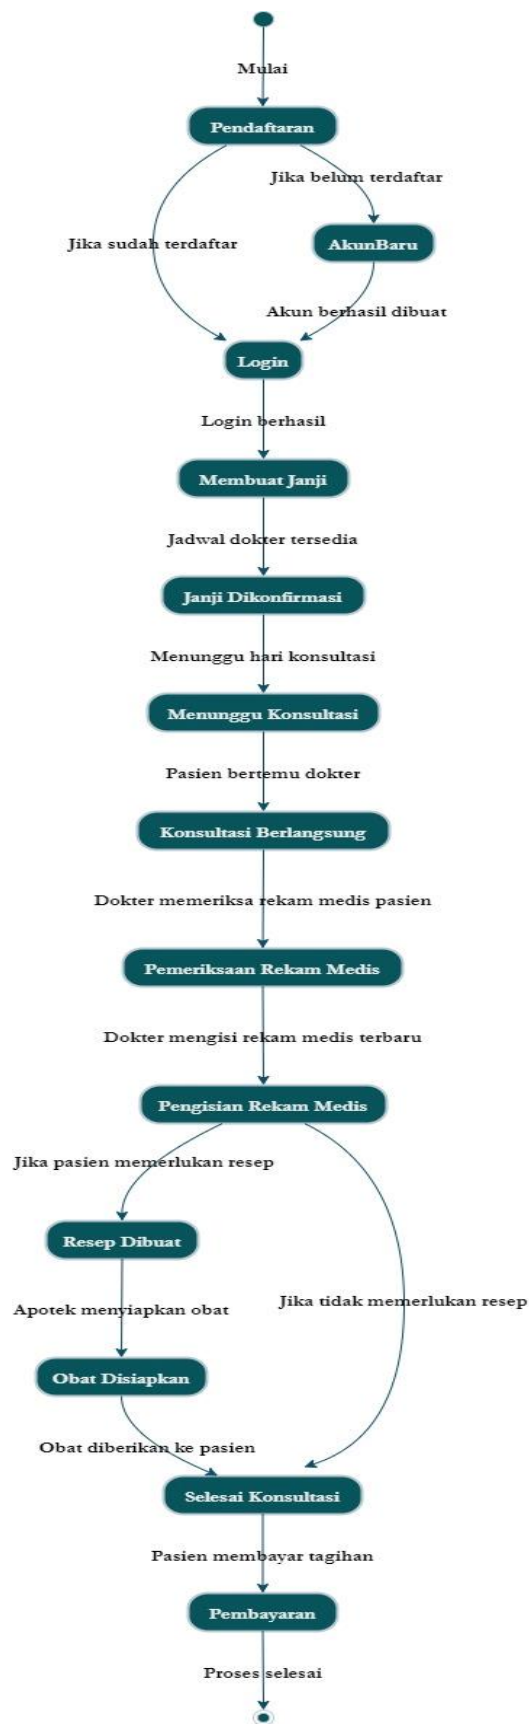 Mulai
Pendaftaran
Jika belum terdaftar
Jika sudah terdaftar
AkunBaru
Akun berhasil dibuat
Login
Login berhasil
Membuat Janji
Jadwal dokter tersedia
Janji Dikonfirmasi
Menunggu hari konsultasi
Menunggu Konsultasi
Pasien bertemu dokter
Konsultasi Berlangsung
Dokter memeriksa rekam medis pasien
Pemeriksaan Rekam Medis
Dokter mengisi rekam medis terbaru
Pengisian Rekam Medis
Jika pasien memerlukan resep
Resep Dibuat
Apotek menyiapkan obat
Jika tidak memerlukan resep
Obat Disiapkan
Obat diberikan ke pasien
Selesai Konsultasi
Pasien membayar tagihan
Pembayaran
Proses selesai